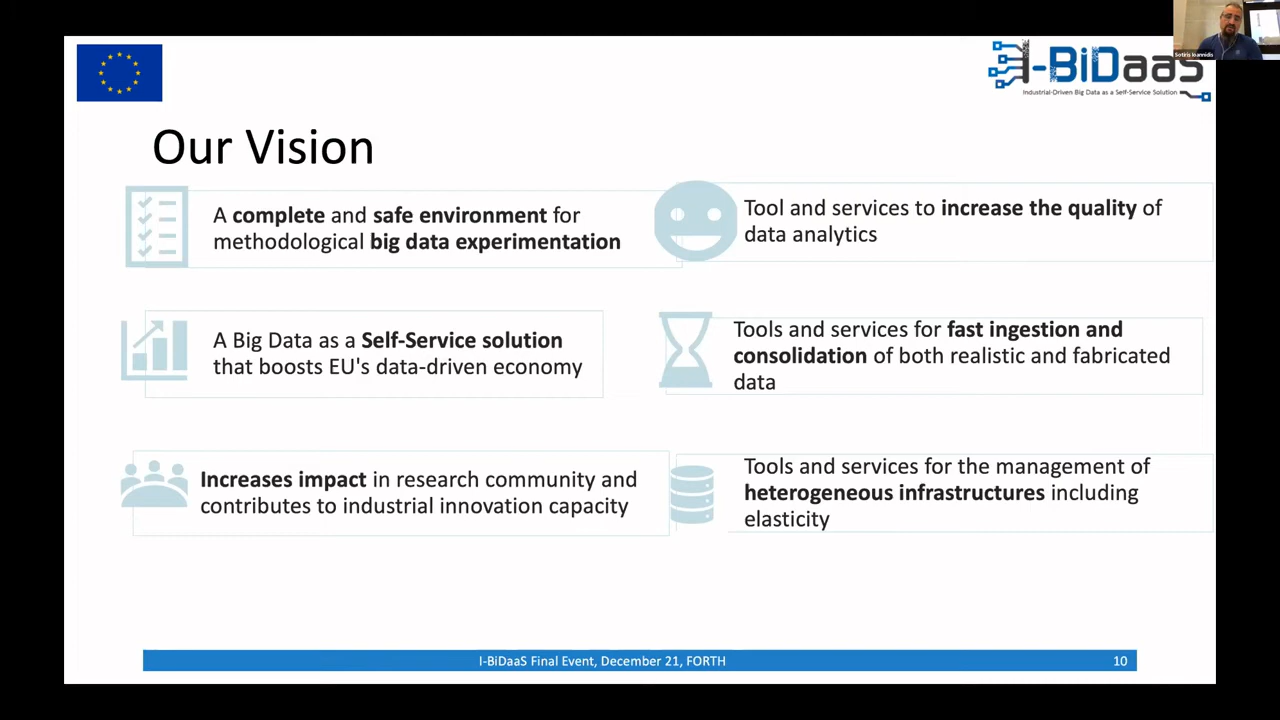 Sotiris Ioannidis
I-BiDaaS
Industrial-Driven Big Data as a Self-Service Solution
Our Vision
A complete and safe environment for
methodological big data experimentation
Tool and services to increase the quality of
data analytics
A Big Data as a Self-Service solution
that boosts EU's data-driven economy
Tools and services for fast ingestion and
consolidation of both realistic and fabricated
data
Increases impact in research community and
contributes to industrial innovation capacity
Tools and services for the management of
heterogeneous infrastructures including
elasticity
I-BiDaaS Final Event, December 21, FORTH
10